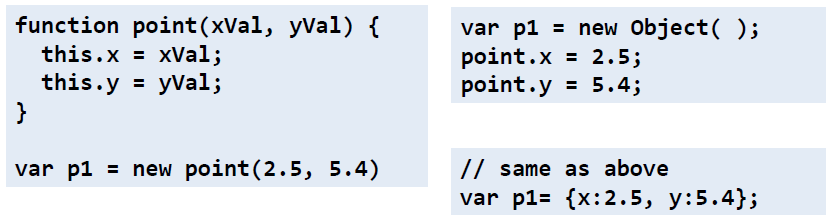 function point(xVal, yVal) {
  this.x = xVal;
  this.y = yVal;
}
var p1 = new point(2.5, 5.4)
var p1 = new Object( );
point.x = 2.5;
point.y = 5.4;
// same as above
var p1= {x:2.5, y:5.4};